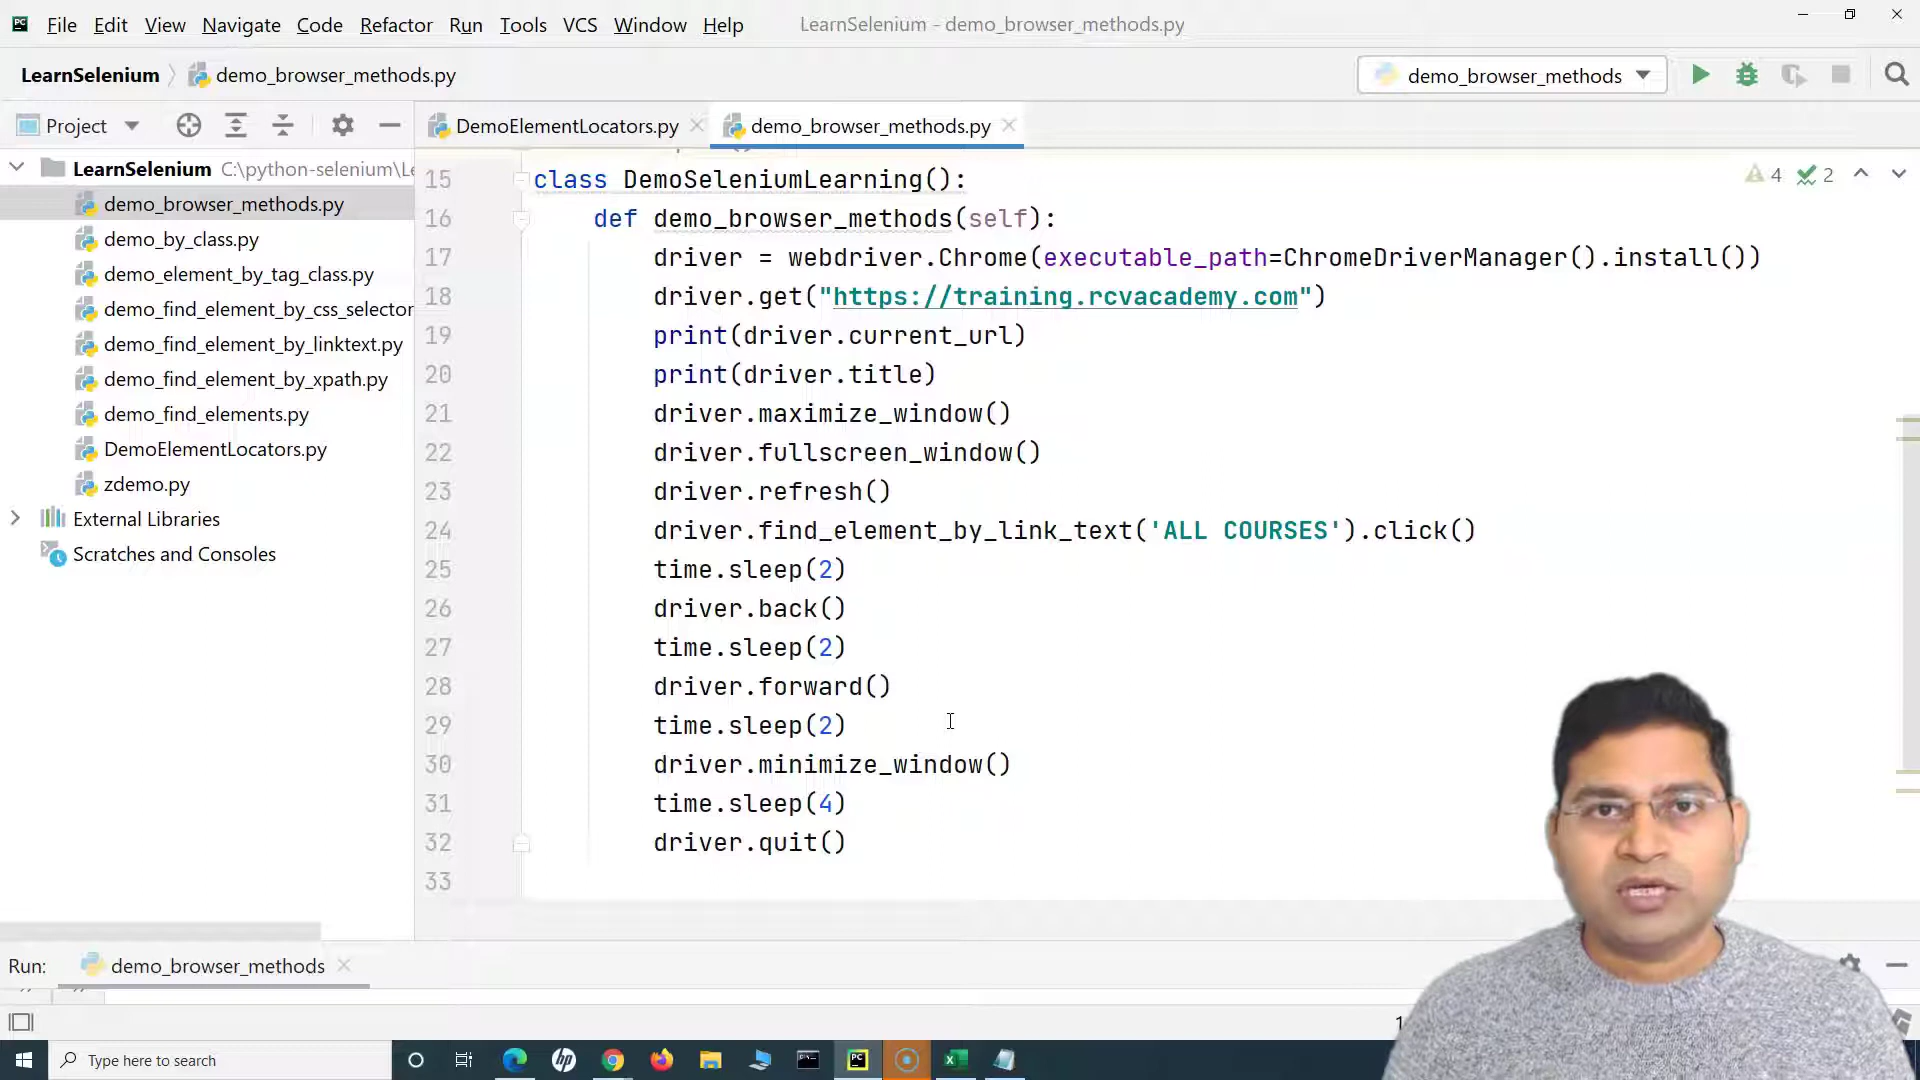 File Edit View Navigate Code Refactor Run Tools VCS Window Help LearnSelenium - demo_browser_methods.py
LearnSelenium demo_browser_methods.py demo_browser_methods
Project
DemoElementLocators.py demo_browser_methods.py
LearnSelenium C:\python-selenium\Le
demo_browser_methods.py
demo_by_class.py
demo_element_by_tag_class.py
demo_find_element_by_css_selector
demo_find_element_by_linktext.py
demo_find_element_by_xpath.py
demo_find_elements.py
DemoElementLocators.py
zdemo.py
External Libraries
Scratches and Consoles
4 2
15 class DemoSeleniumLearning():
16 def demo_browser_methods(self):
17 driver = webdriver.Chrome(executable_path=ChromeDriverManager().install())
18 driver.get("https://training.rcvacademy.com")
19 print(driver.current_url)
20 print(driver.title)
21 driver.maximize_window()
22 driver.fullscreen_window()
23 driver.refresh()
24 driver.find_element_by_link_text('ALL COURSES').click()
25 time.sleep(2)
26 driver.back()
27 time.sleep(2)
28 driver.forward()
29 time.sleep(2)
30 driver.minimize_window()
31 time.sleep(4)
32 driver.quit()
33
Run: demo_browser_methods
Type here to search